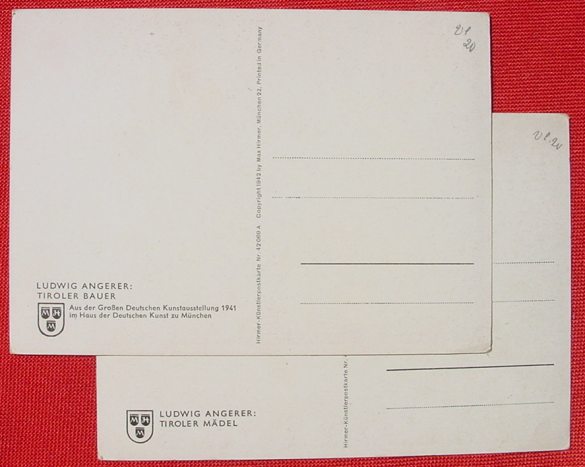 LUDWIG ANGERER:
TIROLER BAUER
Aus der Großen Deutschen Kunstausstellung 1941
im Haus der Deutschen Kunst zu München
Hirmer-Künstlerpostkarte Nr. 42 089 A Copyright 1942 by Max Hirmer, München 22. Printed in Germany
20
LUDWIG ANGERER:
TIROLER MÄDEL
Hirmer-Künstlerpostkarte Nr.
20